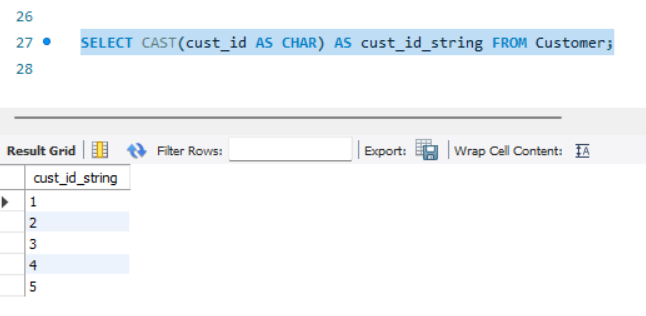 26
27 SELECT CAST(cust_id AS CHAR) AS cust_id_string FROM Customer;
28
Result Grid Filter Rows: Export: Wrap Cell Content: IA
cust_id_string
1
2
3
4
5